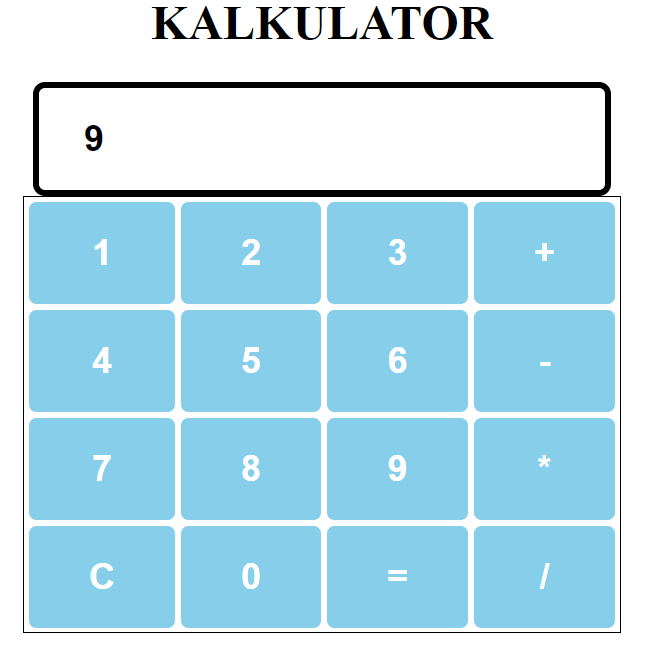 KALKULATOR
9
1 2 3 +
4 5 6 -
7 8 9 *
C 0 = /